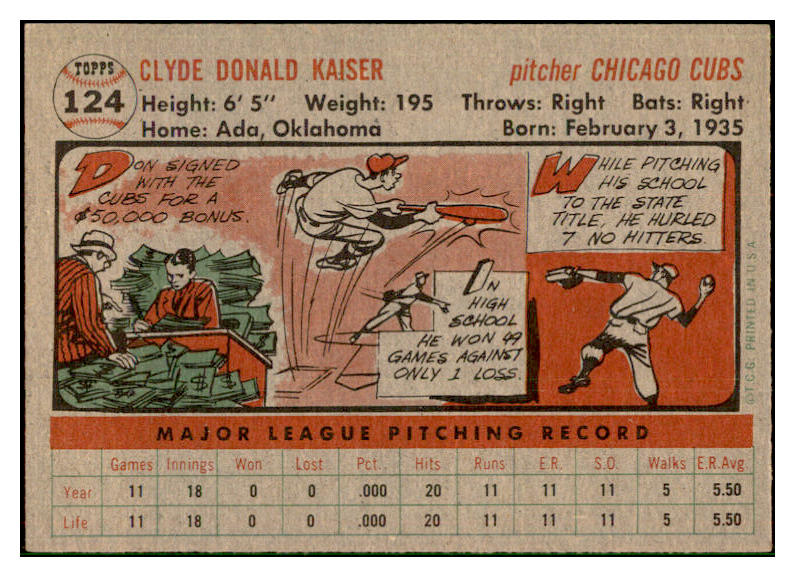 TOPPS
124
CLYDE DONALD KAISER pitcher CHICAGO CUBS
Height: 6' 5" Weight: 195 Throws: Right Bats: Right
Home: Ada, Oklahoma Born: February 3, 1935
DON SIGNED
WITH THE
CUBS FOR A
$50,000 BONUS.
IN
HIGH
SCHOOL
HE WON 49
GAMES AGAINST
ONLY 1 LOSS.
WHILE PITCHING
HIS SCHOOL
TO THE STATE
TITLE, HE HURLED
7 NO HITTERS.
©T.C.G. PRINTED IN U.S.A.
MAJOR LEAGUE PITCHING RECORD
Games Innings Won Lost Pct. Hits Runs E.R. S.O. Walks E.R.Avg.
Year 11 18 0 0 .000 20 11 11 11 5 5.50
Life 11 18 0 0 .000 20 11 11 11 5 5.50